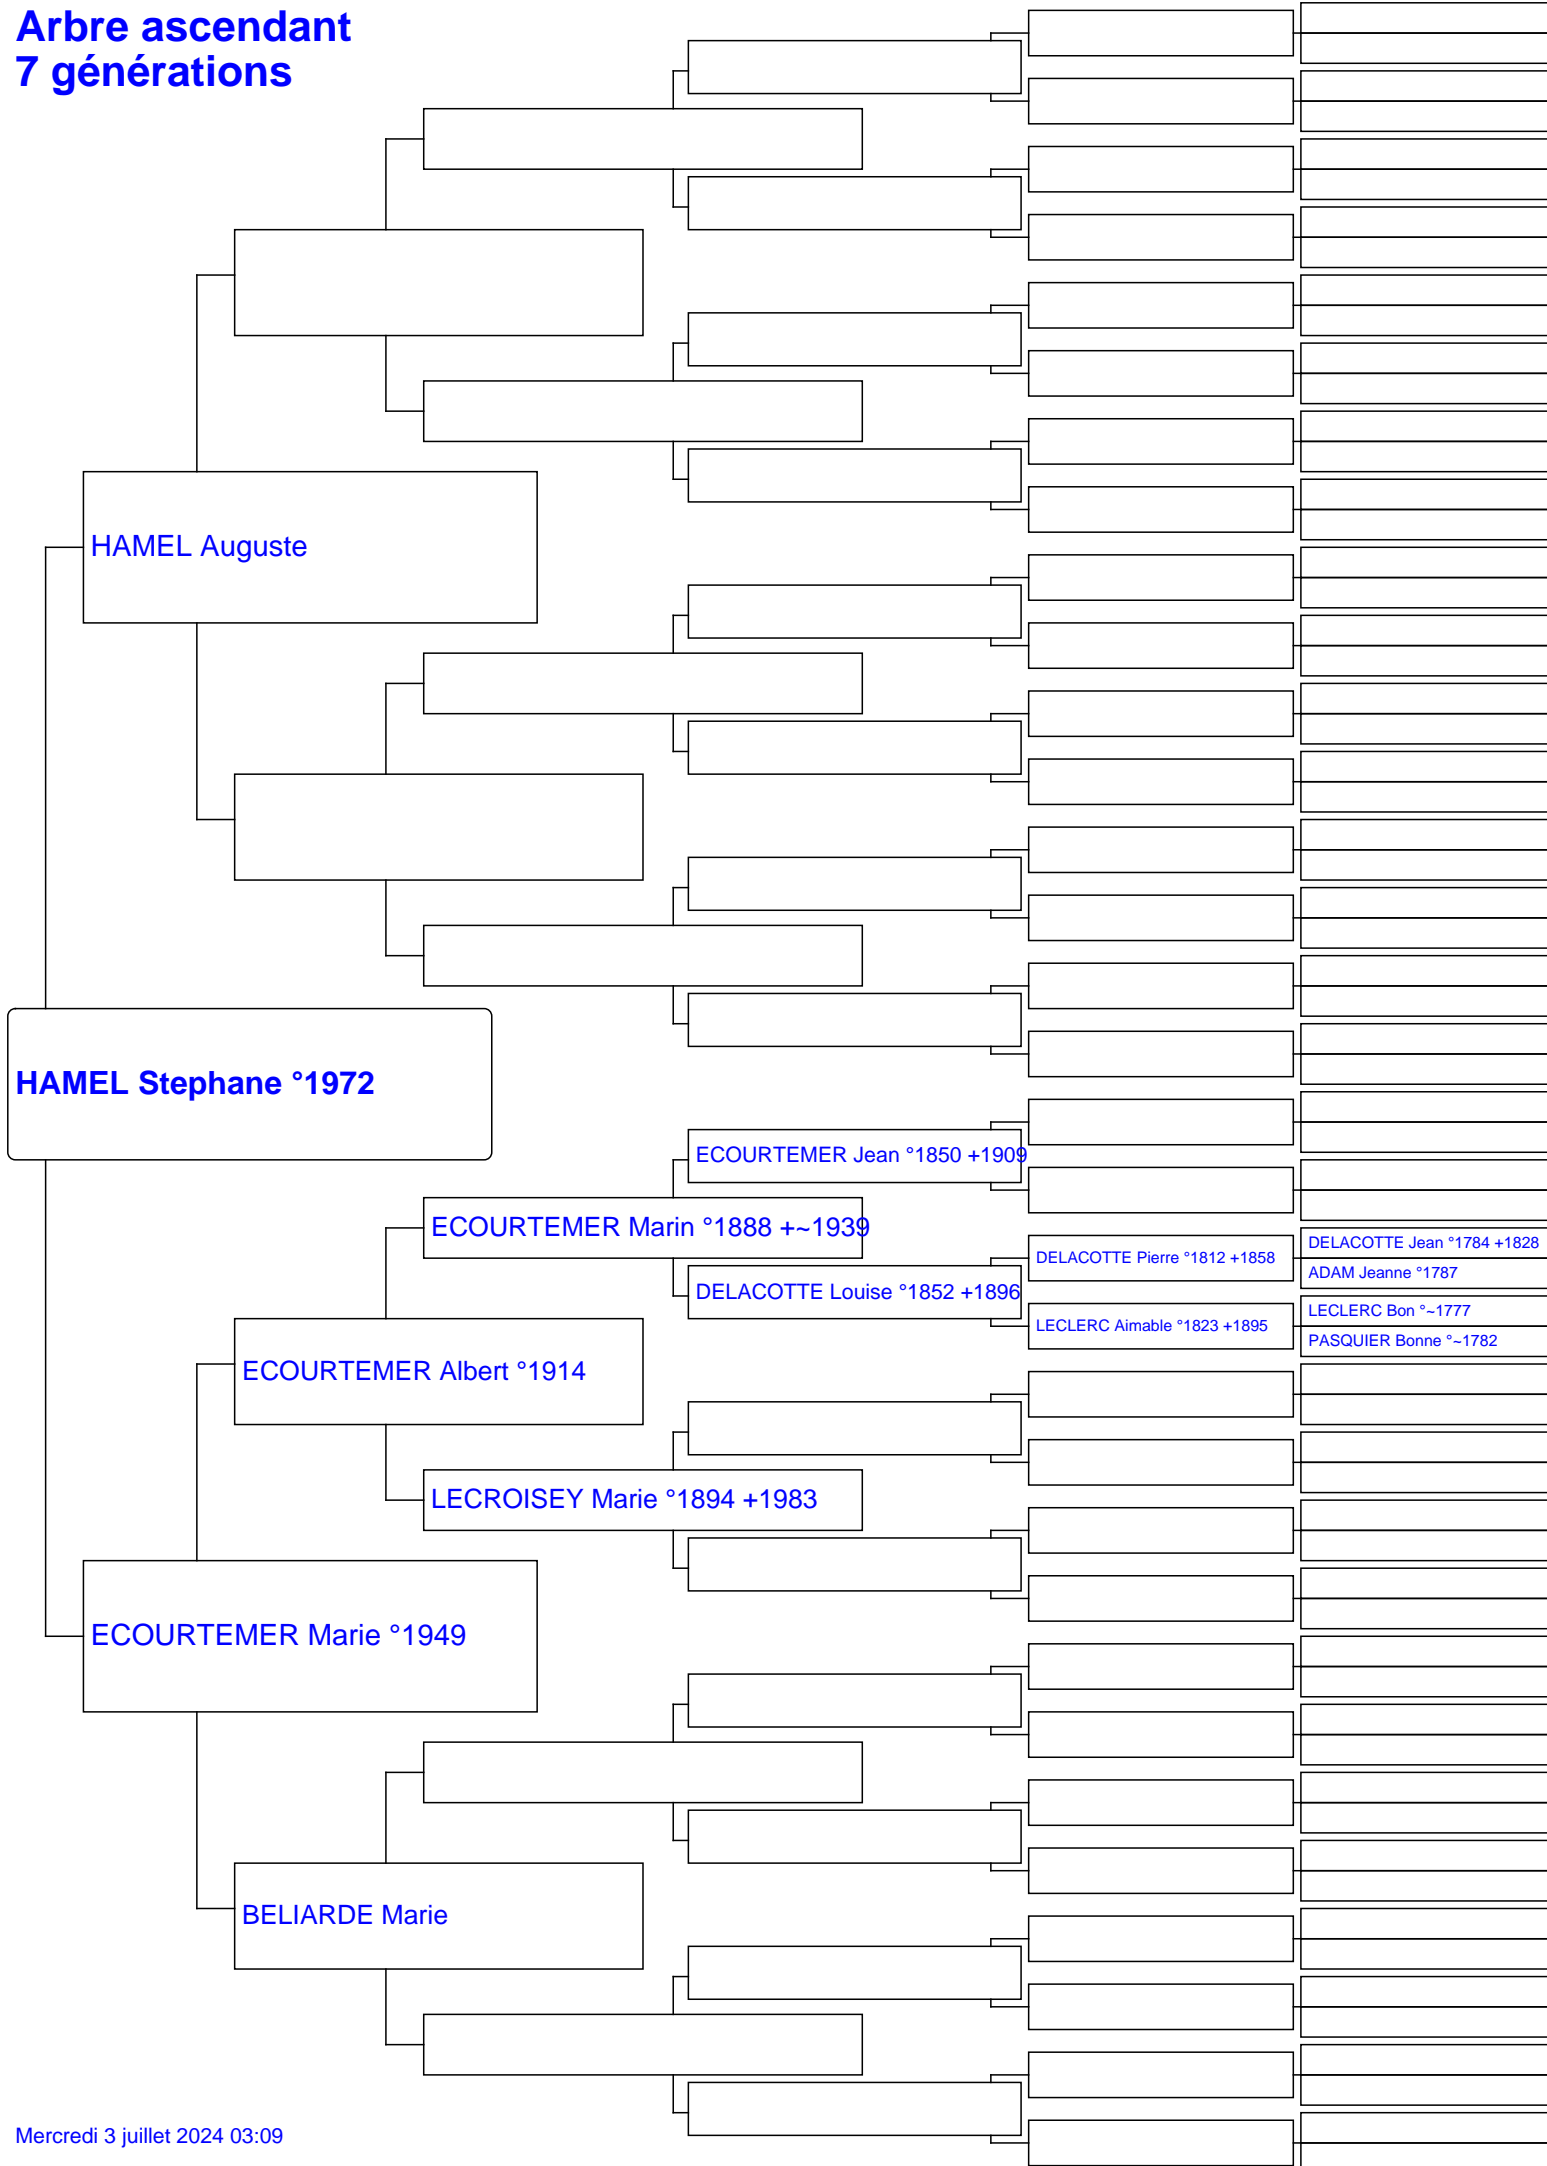 Arbre ascendant
7 générations
HAMEL Auguste
HAMEL Stephane °1972
ECOURTEMER Jean °1850 +1909
ECOURTEMER Marin °1888 +~1939
DELACOTTE Jean °1784 +1828
DELACOTTE Pierre °1812 +1858
ADAM Jeanne °1787
DELACOTTE Louise °1852 +1896
LECLERC Bon °~1777
LECLERC Aimable °1823 +1895
PASQUIER Bonne °~1782
ECOURTEMER Albert °1914
LECROISEY Marie °1894 +1983
ECOURTEMER Marie °1949
BELIARDE Marie
Mercredi 3 juillet 2024 03:09